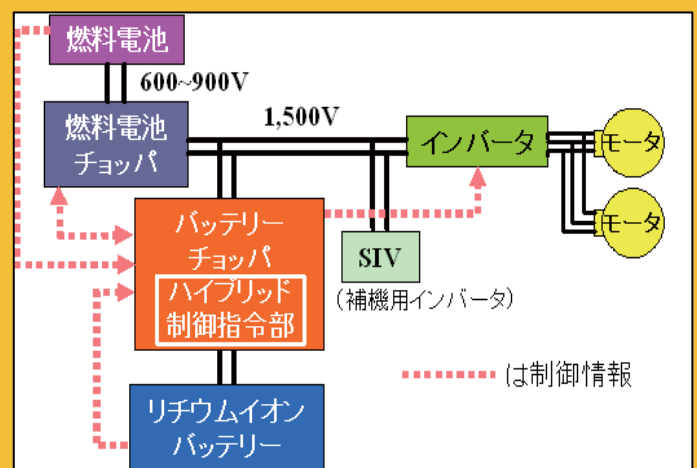 燃料電池
600~900V
燃料電池
チョッパ
1,500V
インバータ
モータ
モータ
バッテリー
チョッパ
ハイブリッド
制御指令部
SIV
(補機用インバータ)
は制御情報
リチウムイオン
バッテリー